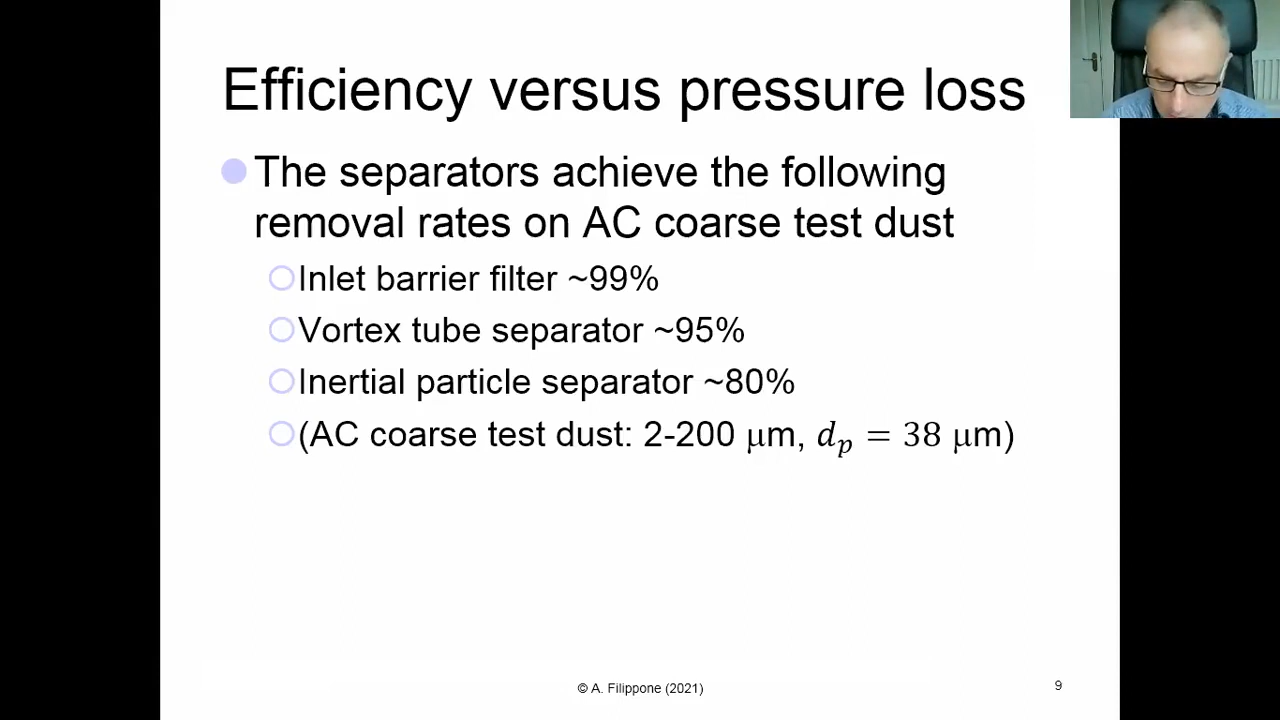 Efficiency versus pressure loss
The separators achieve the following
removal rates on AC coarse test dust
Inlet barrier filter ~99%
Vortex tube separator ~95%
Inertial particle separator ~80%
(AC coarse test dust: 2-200 μm, 𝑑𝑝 = 38 μm)
© A. Filippone (2021)
9